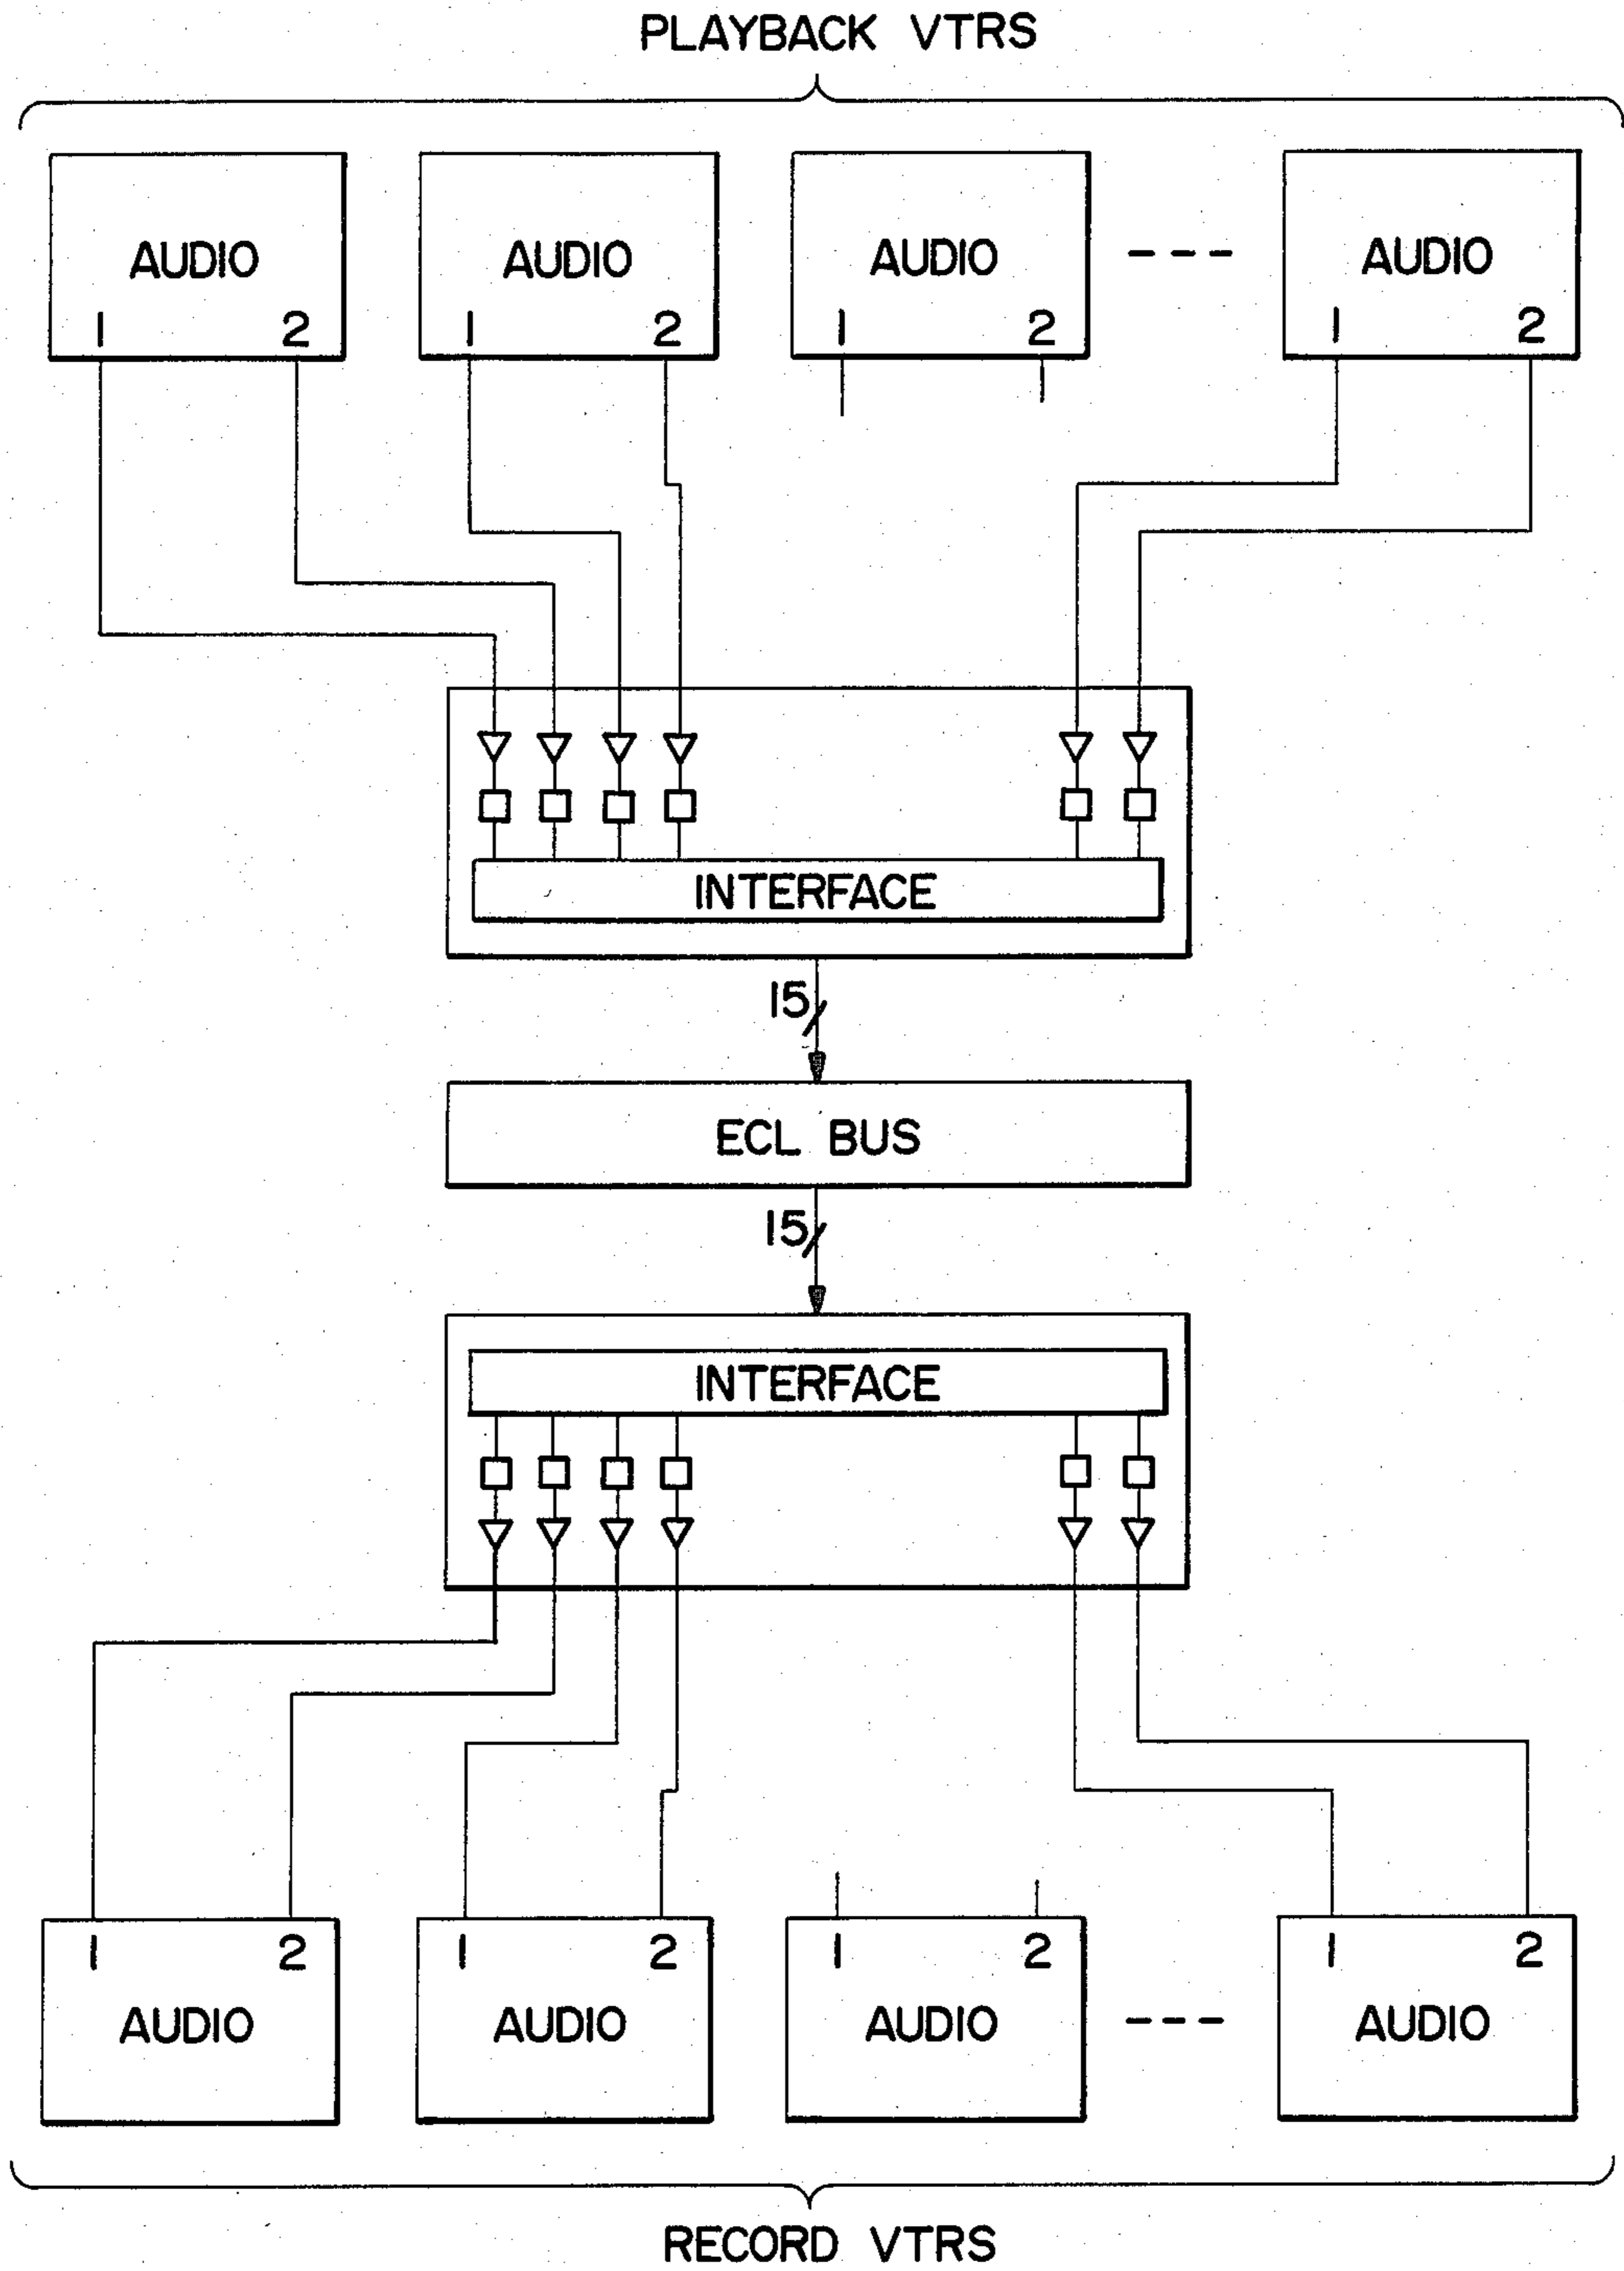 PLAYBACK VTRS
AUDIO AUDIO AUDIO AUDIO
1 2 1 2 1 2 1 2
INTERFACE
15
ECL BUS
15
INTERFACE
1 2 1 2 1 2 1 2
AUDIO AUDIO AUDIO AUDIO
RECORD VTRS